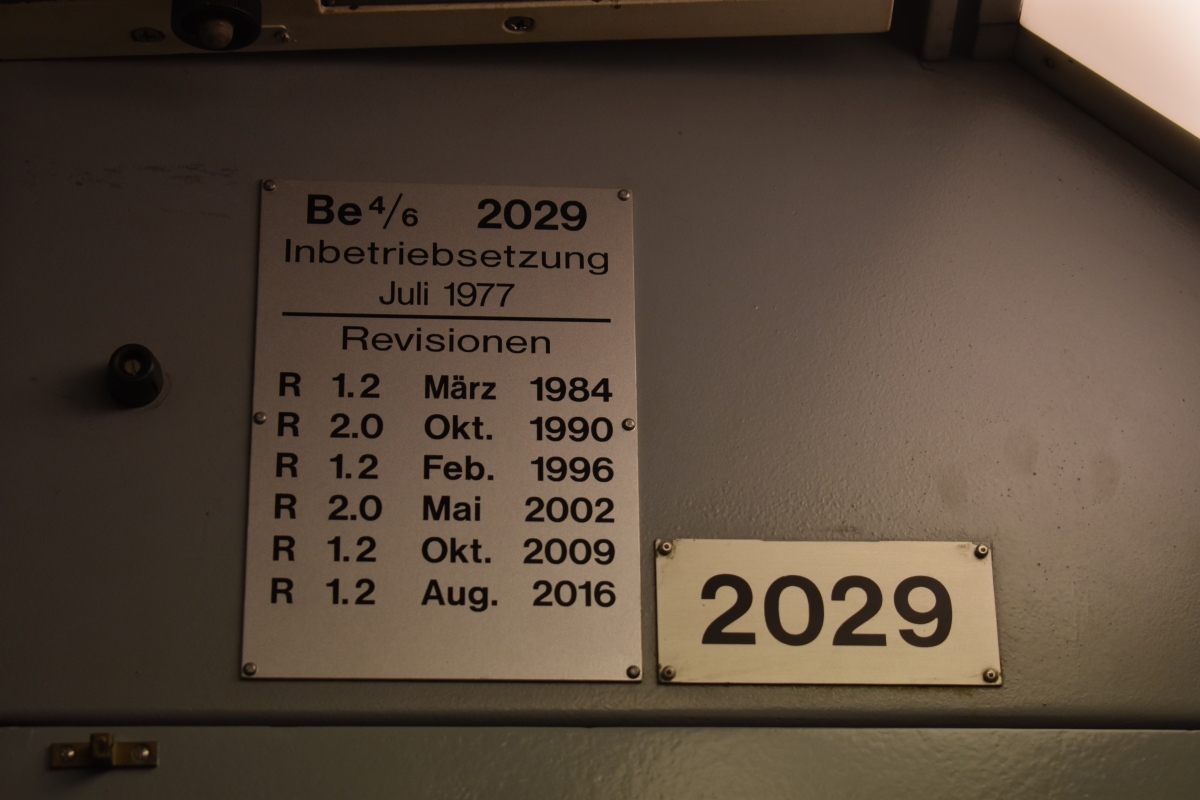 Be 4/6 2029
Inbetriebsetzung
Juli 1977
Revisionen
R 1.2 März 1984
R 2.0 Okt. 1990
R 1.2 Feb. 1996
R 2.0 Mai 2002
R 1.2 Okt. 2009
R 1.2 Aug. 2016
2029